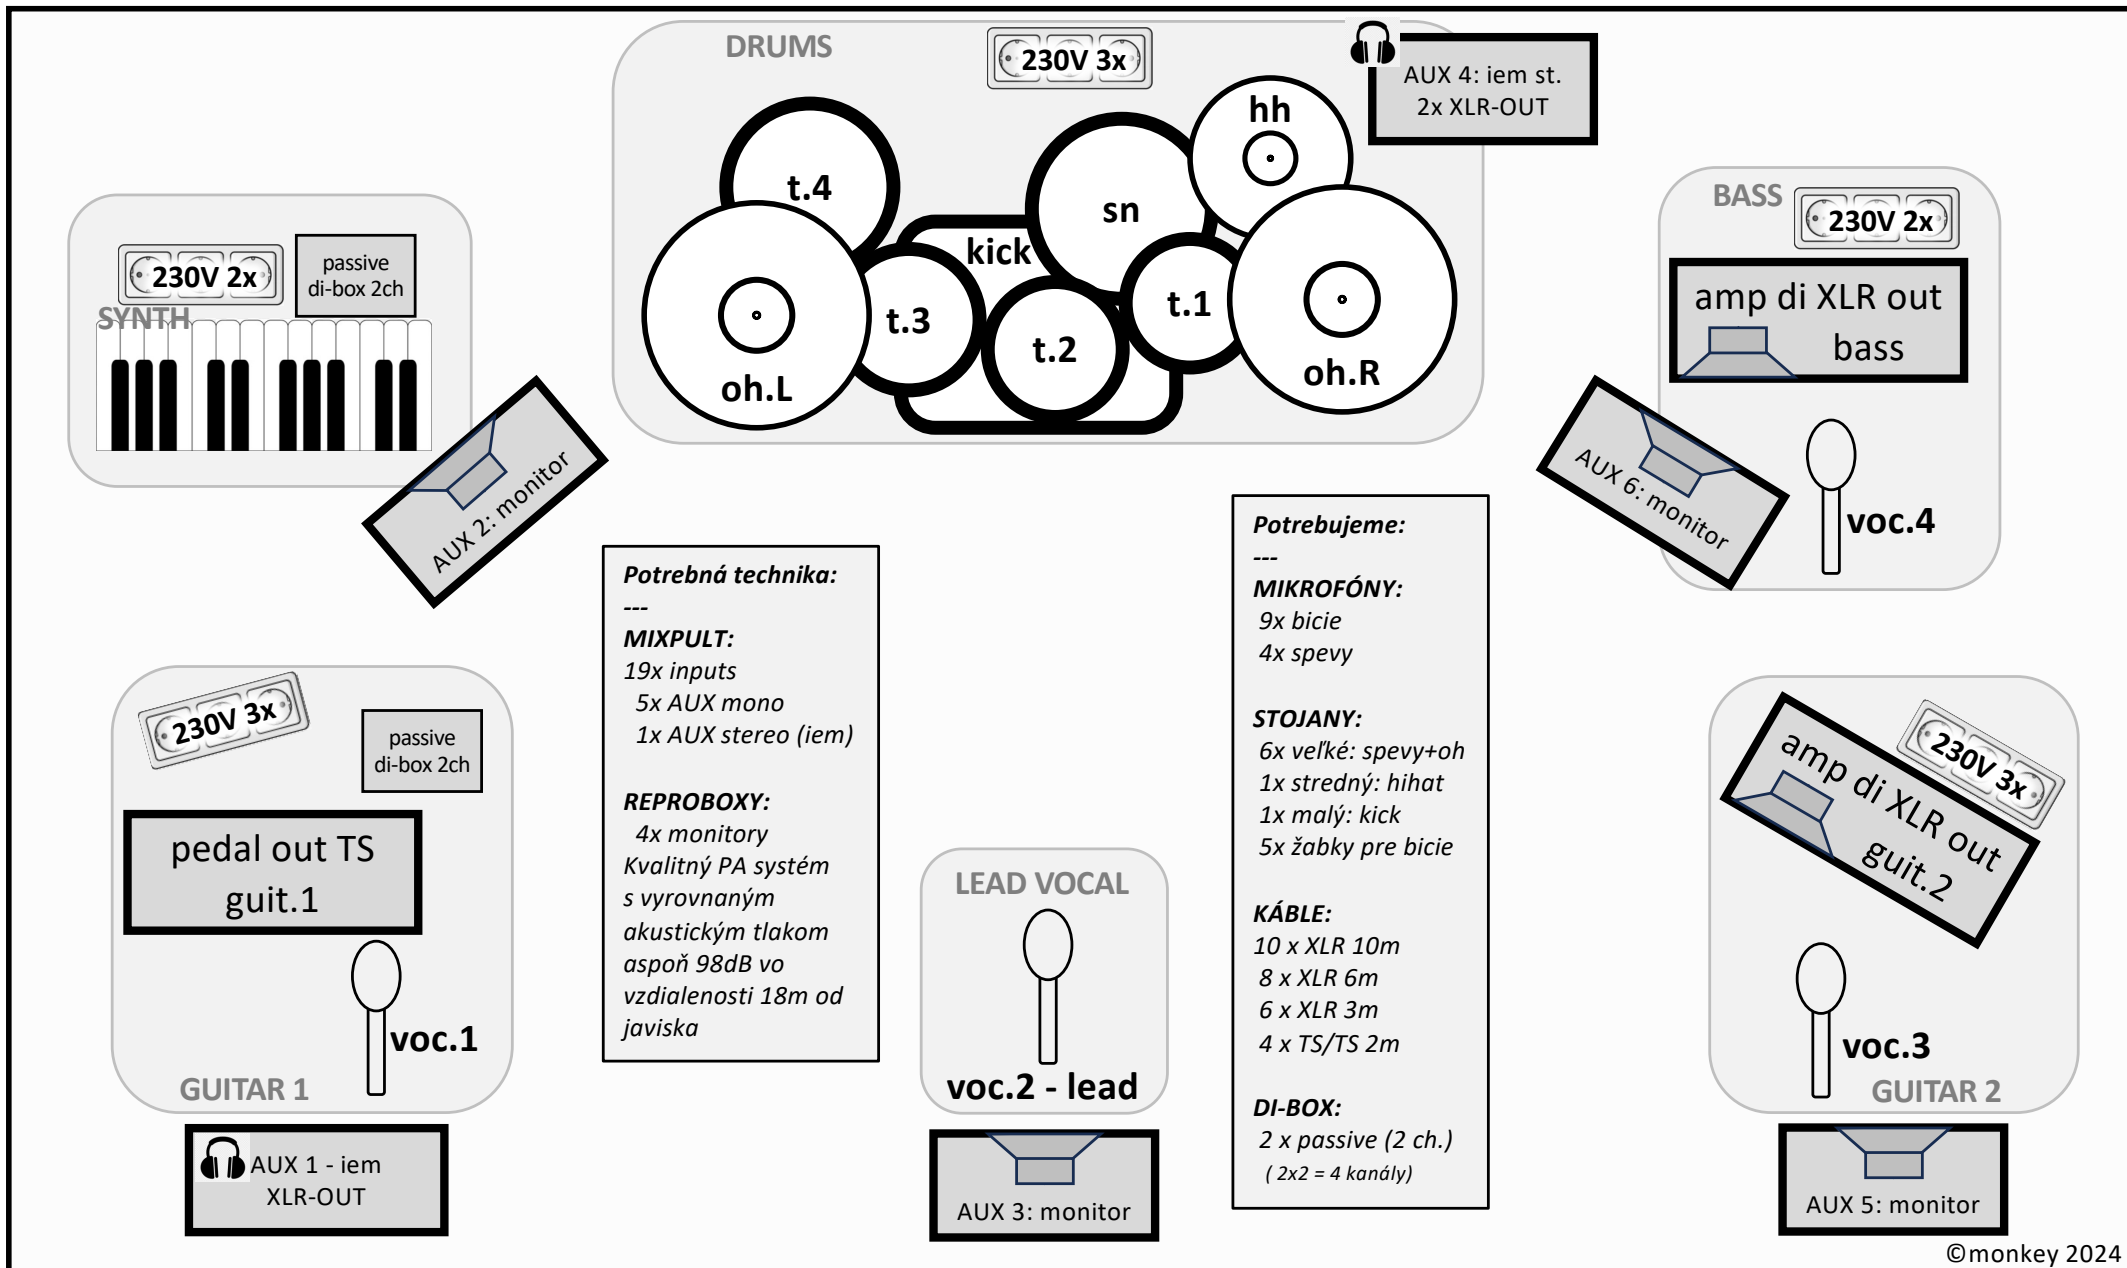 DRUMS
230V 3x
AUX 4: iem st.
2x XLR-OUT
hh
t.4
sn
kick
t.1
t.3
t.2
oh.L
oh.R
BASS
230V 2x
amp di XLR out
bass
AUX 6: monitor
voc.4
230V 2x
passive
di-box 2ch
SYNTH
AUX 2: monitor
Potrebná technika:
---
MIXPULT:
19x inputs
5x AUX mono
1x AUX stereo (iem)
REPROBOXY:
4x monitory
Kvalitný PA systém
s vyrovnaným
akustickým tlakom
aspoň 98dB vo
vzdialenosti 18m od
javiska
Potrebujeme:
---
MIKROFÓNY:
9x bicie
4x spevy
STOJANY:
6x veľké: spevy+oh
1x stredný: hihat
1x malý: kick
5x žabky pre bicie
KÁBLE:
10 x XLR 10m
8 x XLR 6m
6 x XLR 3m
4 x TS/TS 2m
DI-BOX:
2 x passive (2 ch.)
( 2x2 = 4 kanály)
230V 3x
passive
di-box 2ch
pedal out TS
guit.1
voc.1
GUITAR 1
AUX 1 - iem
XLR-OUT
LEAD VOCAL
voc.2 - lead
AUX 3: monitor
230V 3x
amp di XLR out
guit.2
voc.3
GUITAR 2
AUX 5: monitor
©monkey 2024